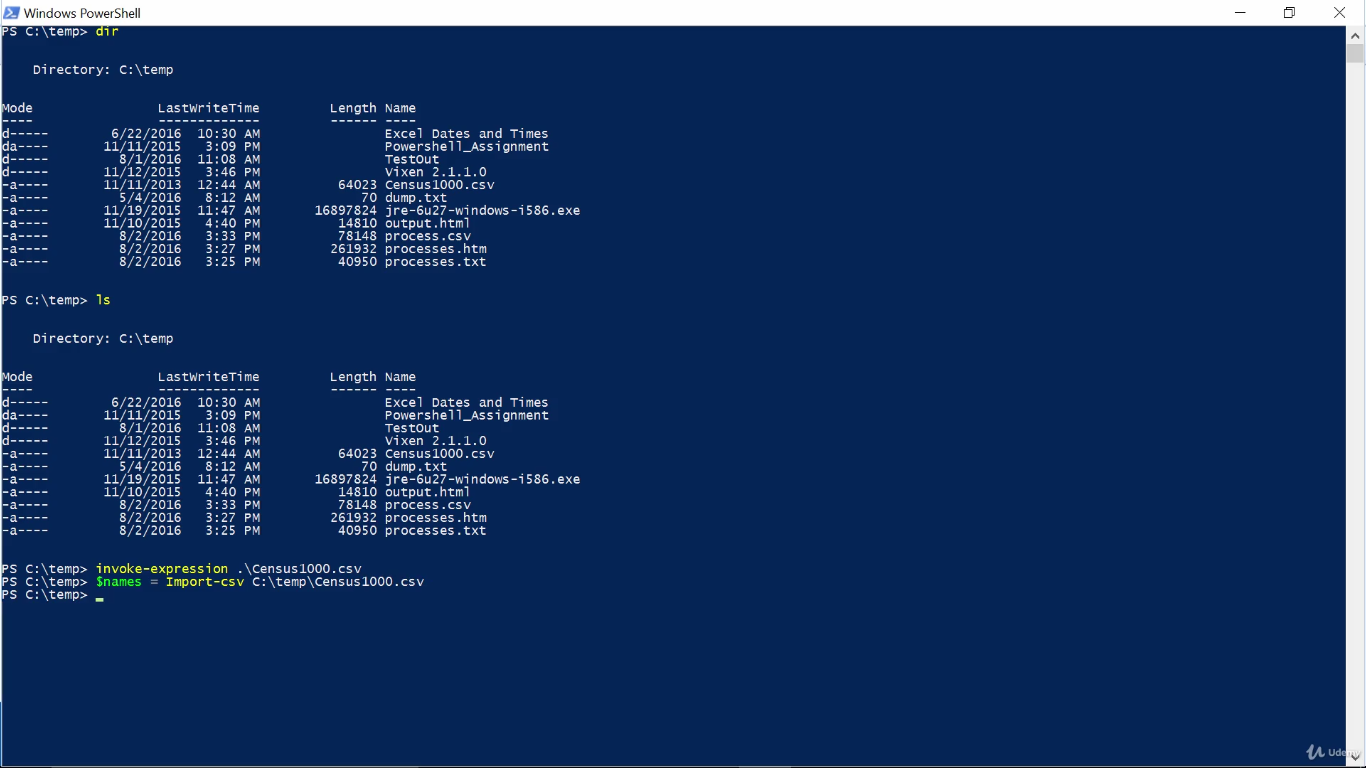 Windows PowerShell
PS C:\temp> dir
Directory: C:\temp
Mode LastWriteTime Length Name
---- ------------- ------ ----
d----- 6/22/2016 10:30 AM Excel Dates and Times
da---- 11/11/2015 3:09 PM Powershell_Assignment
d----- 8/1/2016 11:08 AM TestOut
d----- 11/12/2015 3:46 PM Vixen 2.1.1.0
-a---- 11/11/2013 12:44 AM 64023 Census1000.csv
-a---- 5/4/2016 8:12 AM 70 dump.txt
-a---- 11/19/2015 11:47 AM 16897824 jre-6u27-windows-i586.exe
-a---- 11/10/2015 4:40 PM 14810 output.html
-a---- 8/2/2016 3:33 PM 78148 process.csv
-a---- 8/2/2016 3:27 PM 261932 processes.htm
-a---- 8/2/2016 3:25 PM 40950 processes.txt
PS C:\temp> ls
Directory: C:\temp
Mode LastWriteTime Length Name
---- ------------- ------ ----
d----- 6/22/2016 10:30 AM Excel Dates and Times
da---- 11/11/2015 3:09 PM Powershell_Assignment
d----- 8/1/2016 11:08 AM TestOut
d----- 11/12/2015 3:46 PM Vixen 2.1.1.0
-a---- 11/11/2013 12:44 AM 64023 Census1000.csv
-a---- 5/4/2016 8:12 AM 70 dump.txt
-a---- 11/19/2015 11:47 AM 16897824 jre-6u27-windows-i586.exe
-a---- 11/10/2015 4:40 PM 14810 output.html
-a---- 8/2/2016 3:33 PM 78148 process.csv
-a---- 8/2/2016 3:27 PM 261932 processes.htm
-a---- 8/2/2016 3:25 PM 40950 processes.txt
PS C:\temp> invoke-expression .\Census1000.csv
PS C:\temp> $names = Import-csv C:\temp\Census1000.csv
PS C:\temp>
Udemy